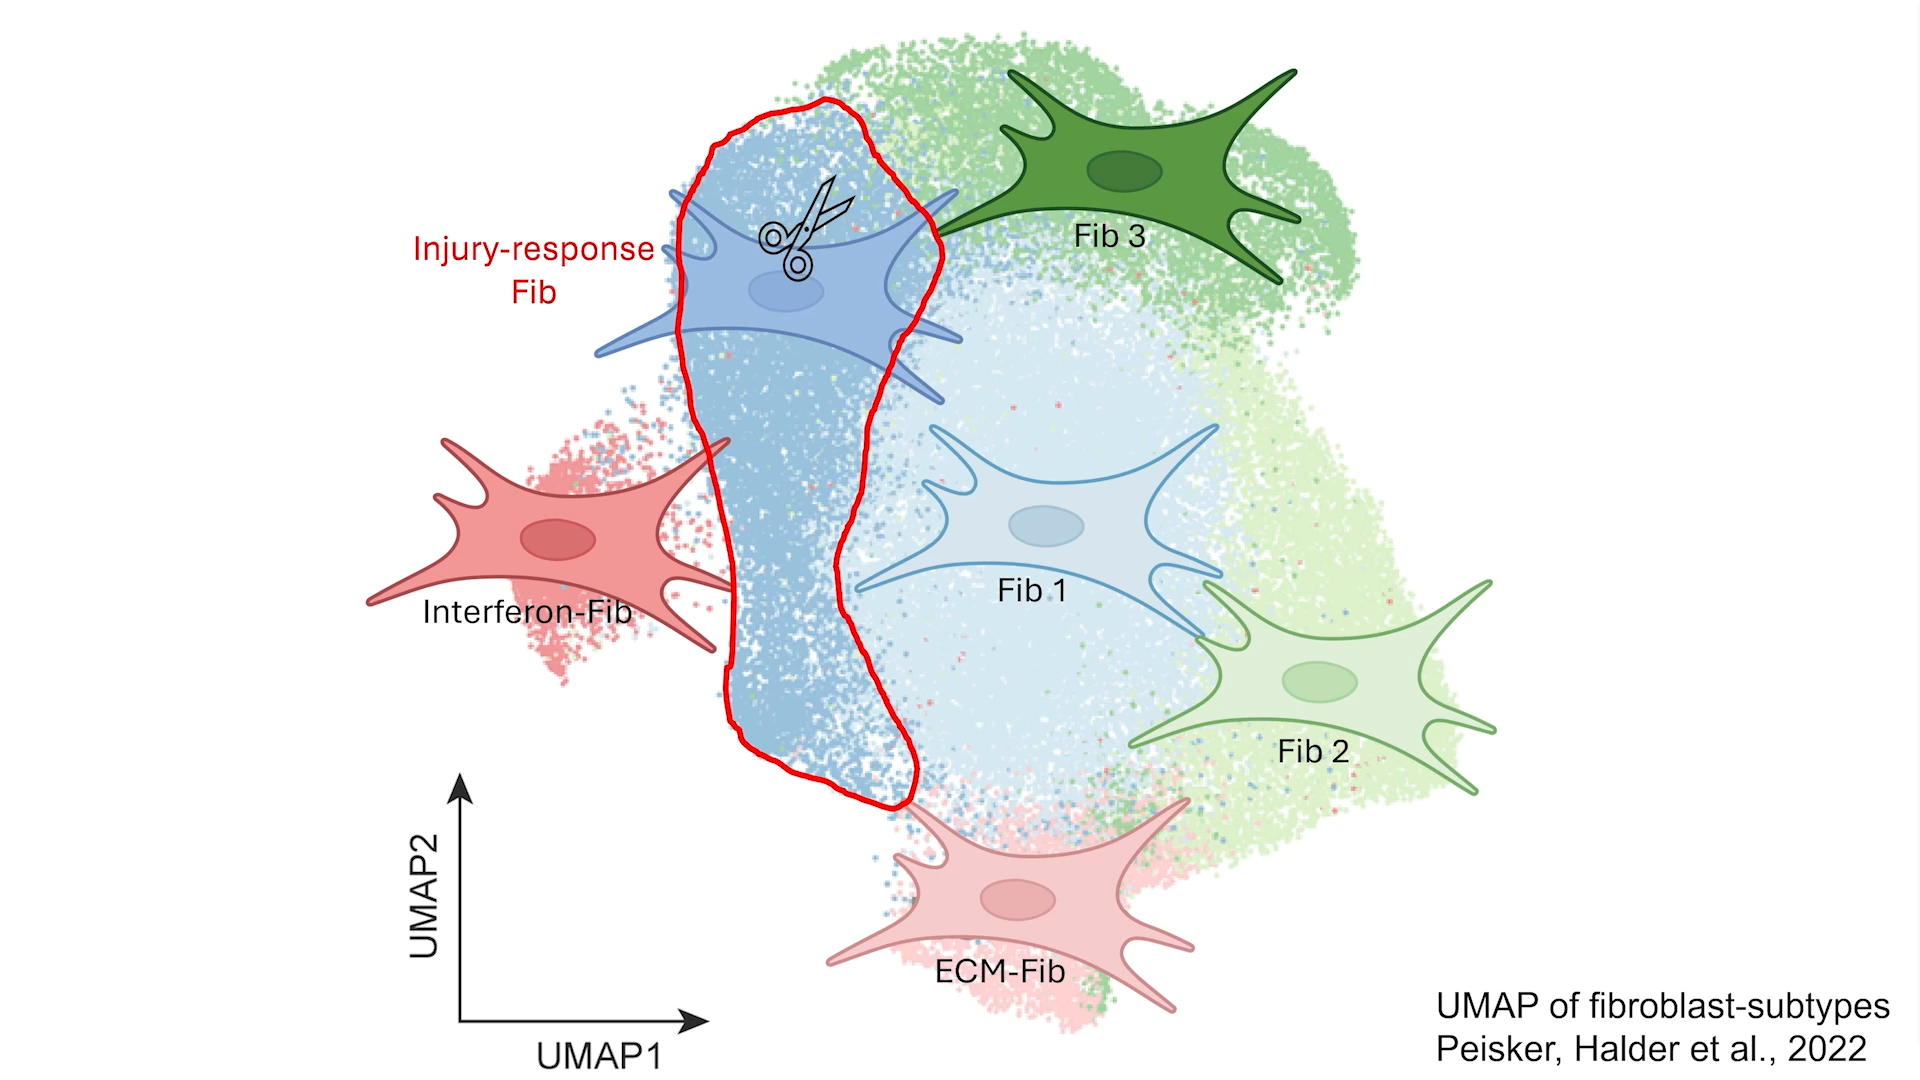 Fib 3
Injury-response
Fib
Fib 1
Interferon-Fib
Fib 2
ECM-Fib
UMAP2
UMAP1
UMAP of fibroblast-subtypes
Peisker, Halder et al., 2022